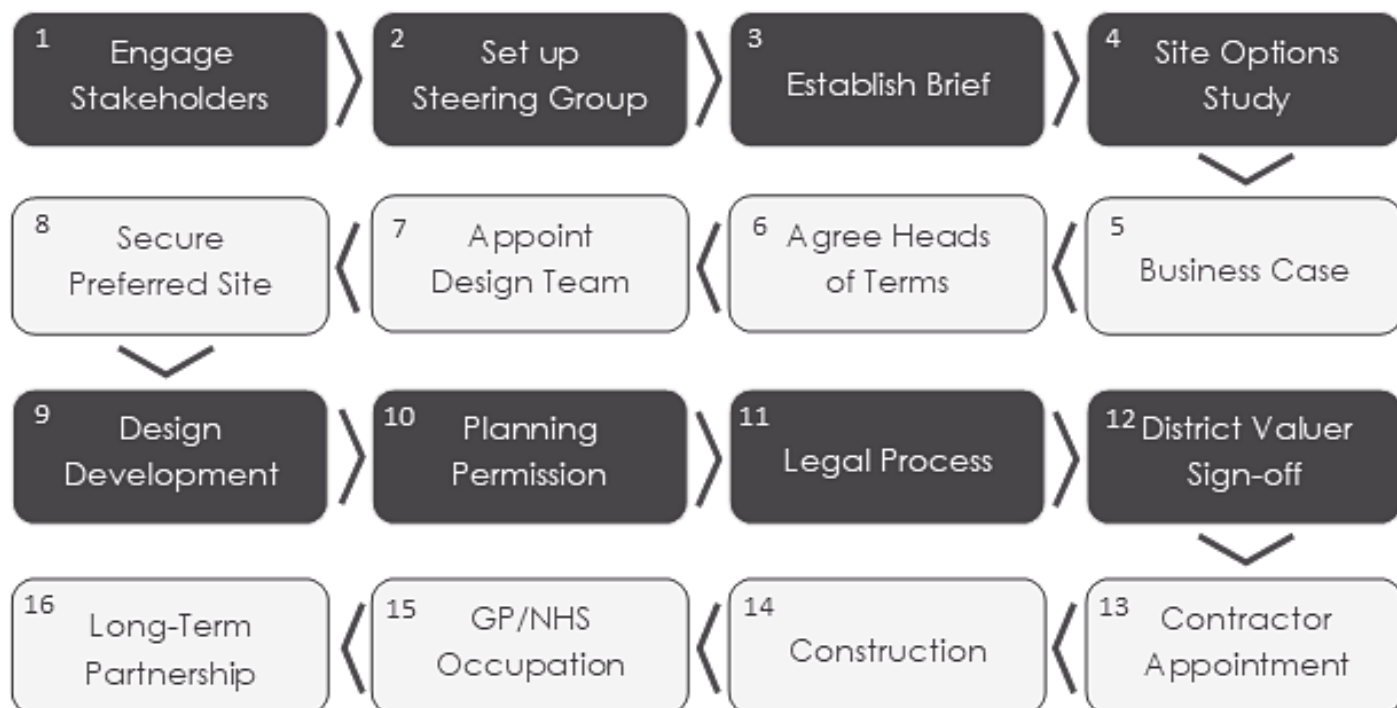 1
Engage
Stakeholders
2
Set up
Steering Group
3
Establish Brief
4
Site Options
Study
5
Business Case
6
Agree Heads
of Terms
7
Appoint
Design Team
8
Secure
Preferred Site
9
Design
Development
10
Planning
Permission
11
Legal Process
12
District Valuer
Sign-off
13
Contractor
Appointment
14
Construction
15
GP/NHS
Occupation
16
Long-Term
Partnership